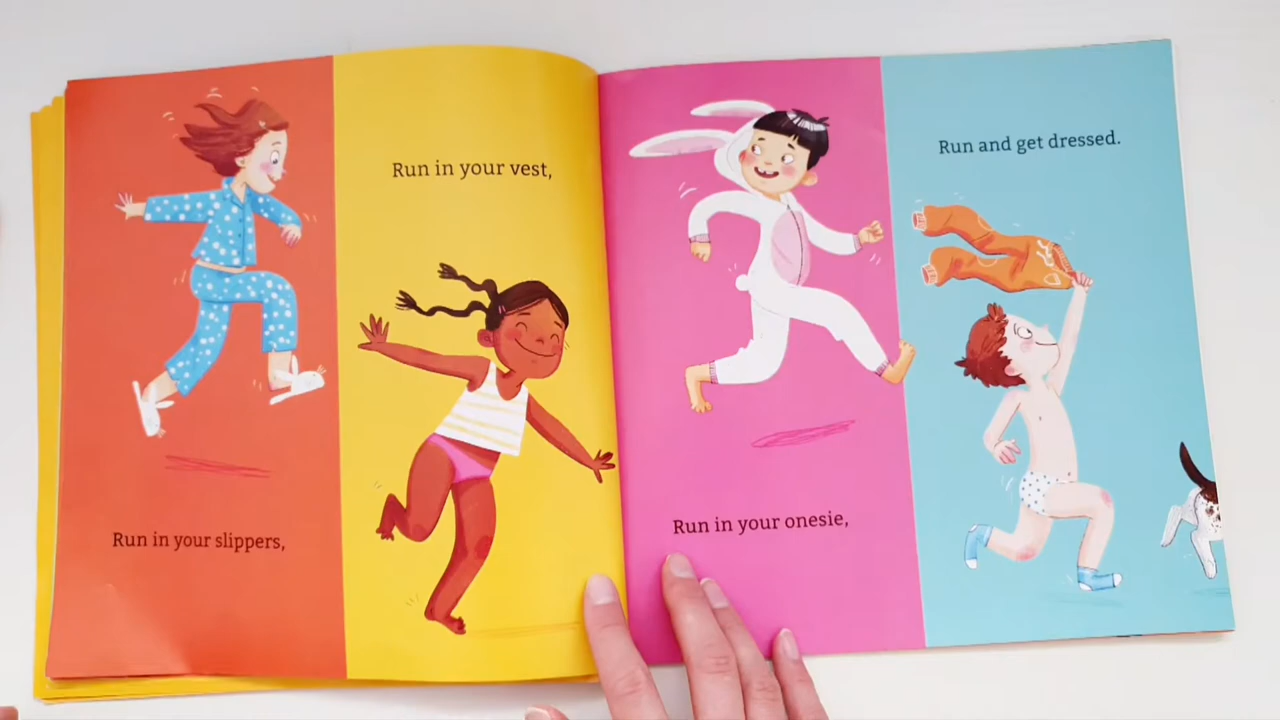 Run in your slippers,
Run in your vest,
Run in your onesie,
Run and get dressed.